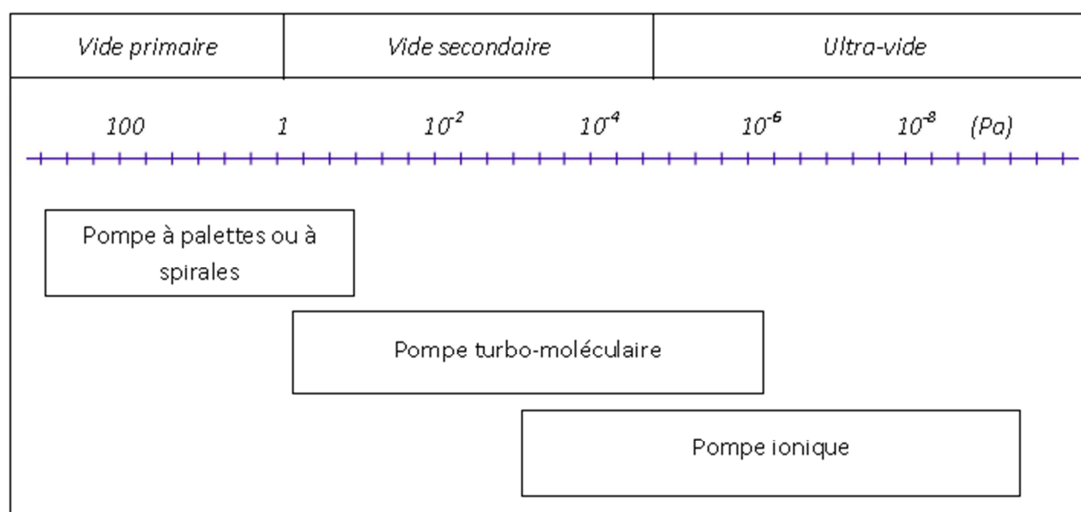 Vide primaire Vide secondaire Ultra-vide
100 1 10⁻² 10⁻⁴ 10⁻⁶ 10⁻⁸ (Pa)
Pompe à palettes ou à
spirales
Pompe turbo-moléculaire
Pompe ionique